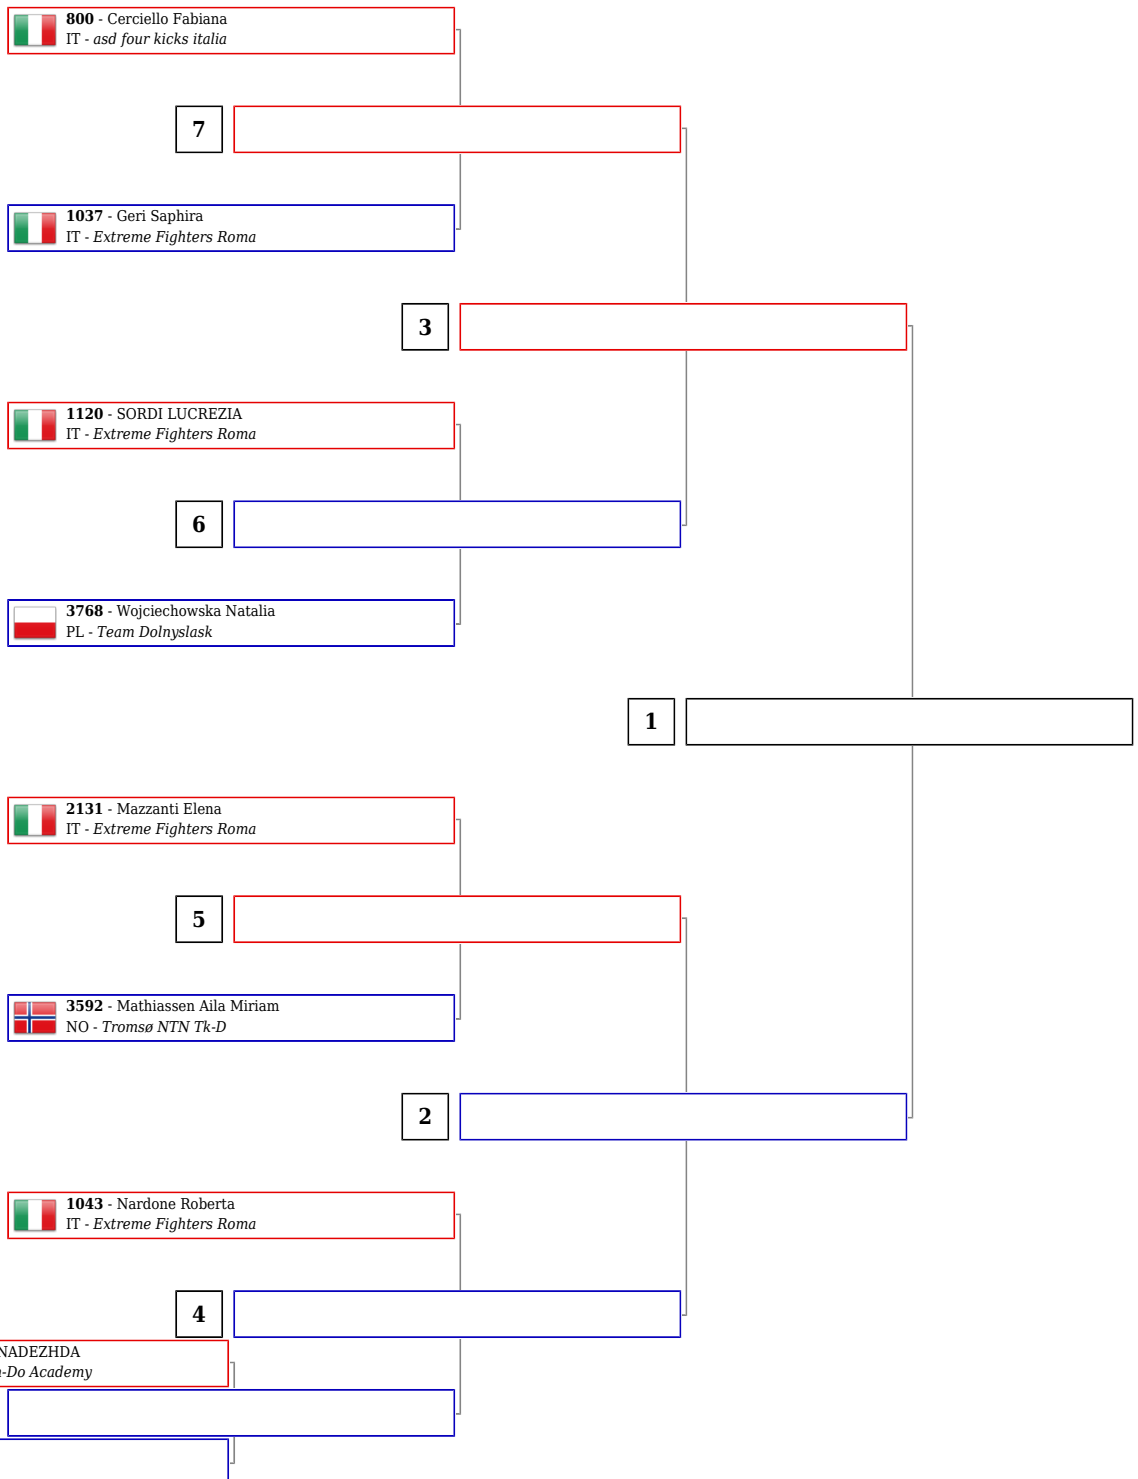 800 - Cerciello Fabiana
IT - asd four kicks italia
7
1037 - Geri Saphira
IT - Extreme Fighters Roma
3
1120 - SORDI LUCREZIA
IT - Extreme Fighters Roma
6
3768 - Wojciechowska Natalia
PL - Team Dolnyslask
1
2131 - Mazzanti Elena
IT - Extreme Fighters Roma
5
3592 - Mathiassen Aila Miriam
NO - Tromsø NTN Tk-D
2
1043 - Nardone Roberta
IT - Extreme Fighters Roma
4
NADEZHDA
-Do Academy